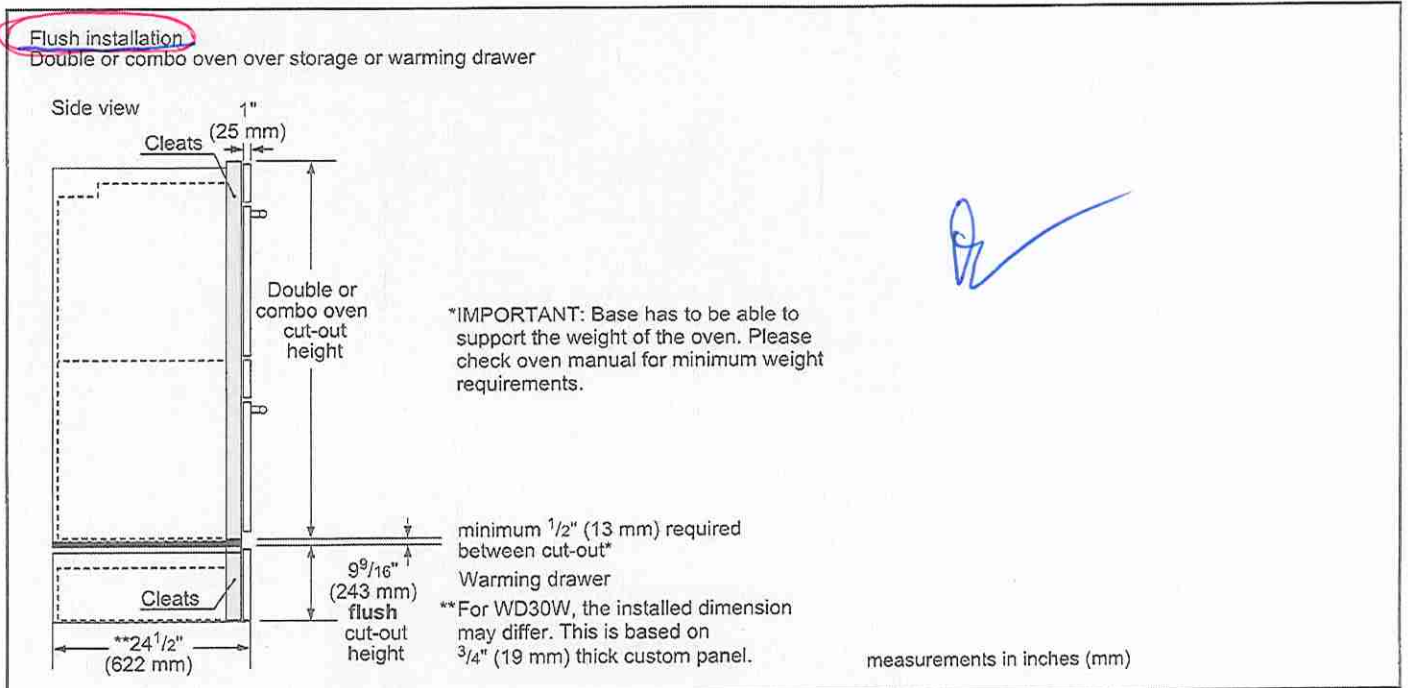 Flush installation
Double or combo oven over storage or warming drawer
Side view
1"
(25 mm)
Cleats
Double or
combo oven
cut-out
height
*IMPORTANT: Base has to be able to
support the weight of the oven. Please
check oven manual for minimum weight
requirements.
minimum 1/2" (13 mm) required
between cut-out*
9 9/16"
(243 mm)
flush
cut-out
height
Warming drawer
Cleats
**For WD30W, the installed dimension
may differ. This is based on
3/4" (19 mm) thick custom panel.
**24 1/2"
(622 mm)
measurements in inches (mm)